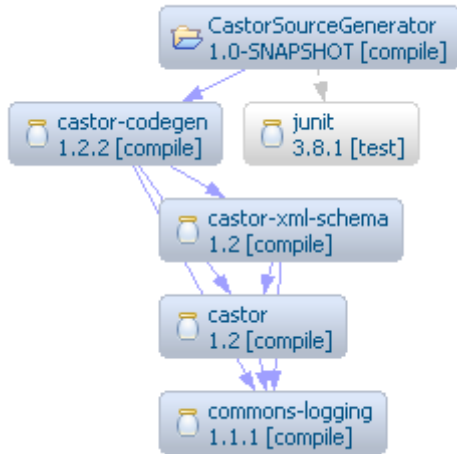 CastorSourceGenerator
1.0-SNAPSHOT [compile]
castor-codegen
1.2.2 [compile]
junit
3.8.1 [test]
castor-xml-schema
1.2 [compile]
castor
1.2 [compile]
commons-logging
1.1.1 [compile]